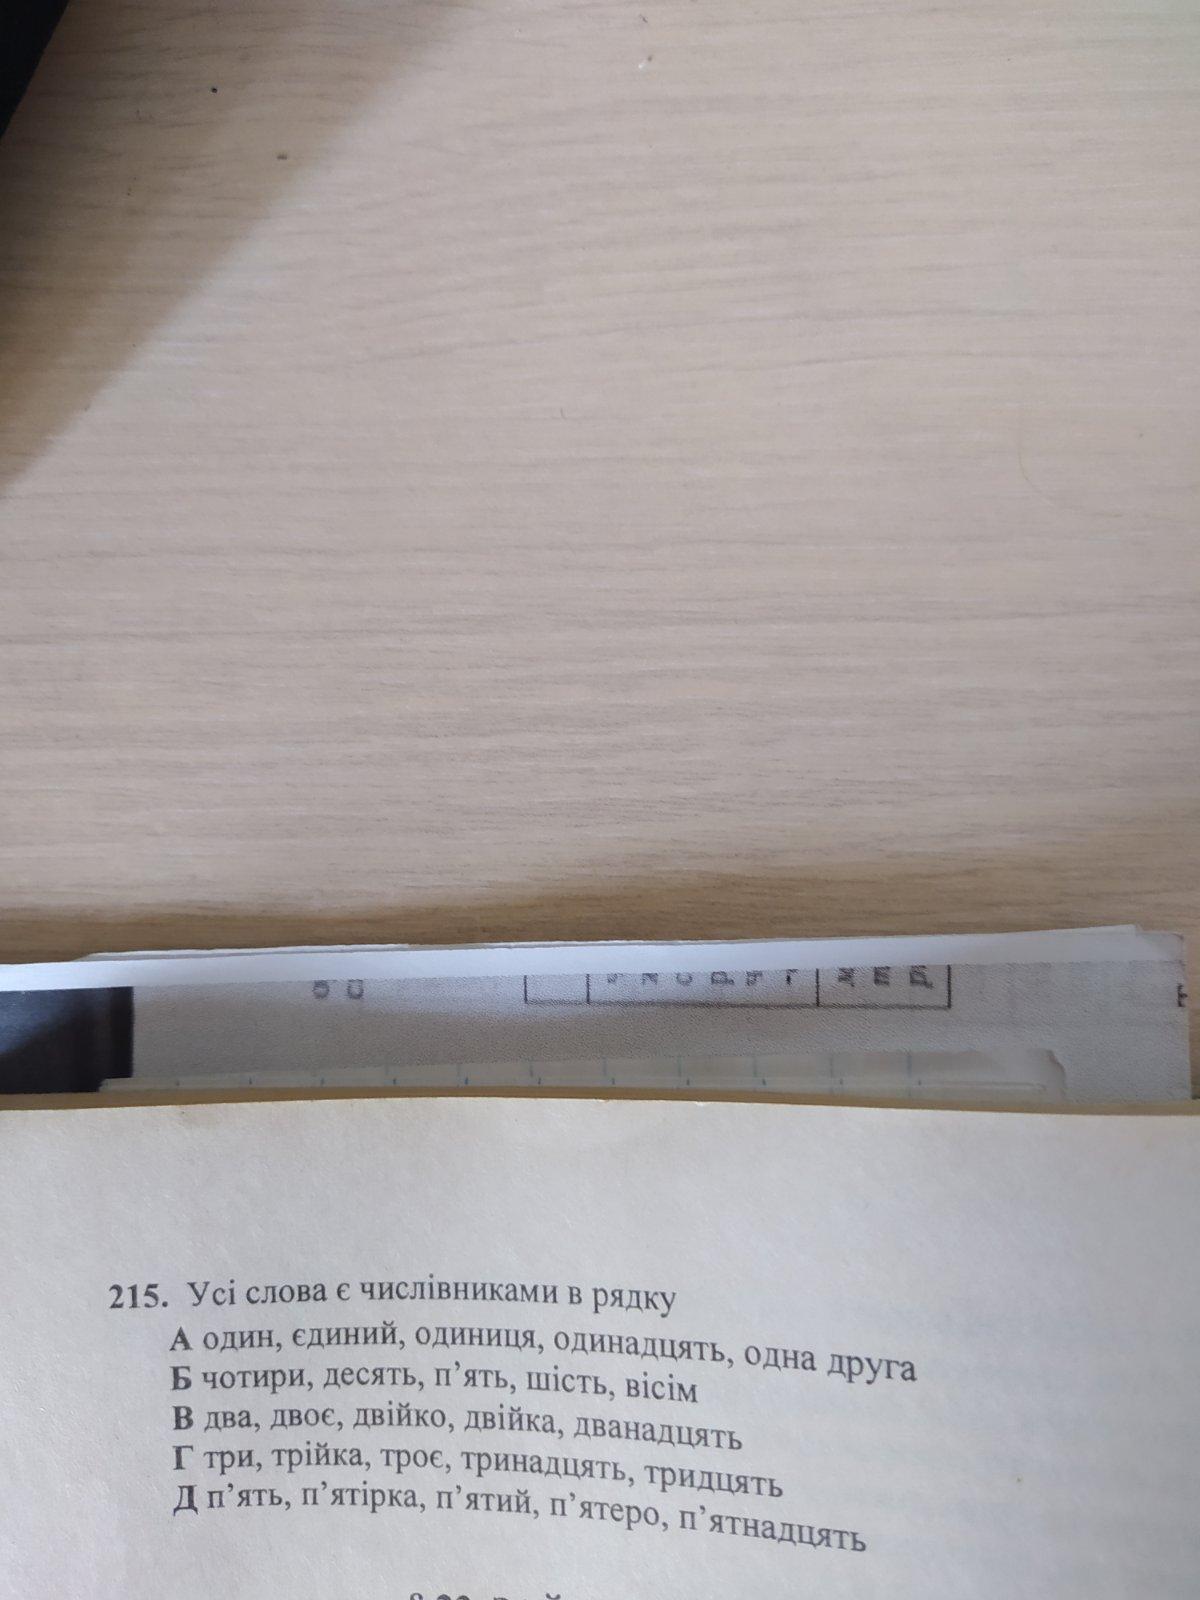 215. Усі слова є числівниками в рядку
А один, єдиний, одиниця, одинадцять, одна друга
Б чотири, десять, п’ять, шість, вісім
В два, двоє, двійко, двійка, дванадцять
Г три, трійка, троє, тринадцять, тридцять
Д п’ять, п’ятірка, п’ятий, п’ятеро, п’ятнадцять